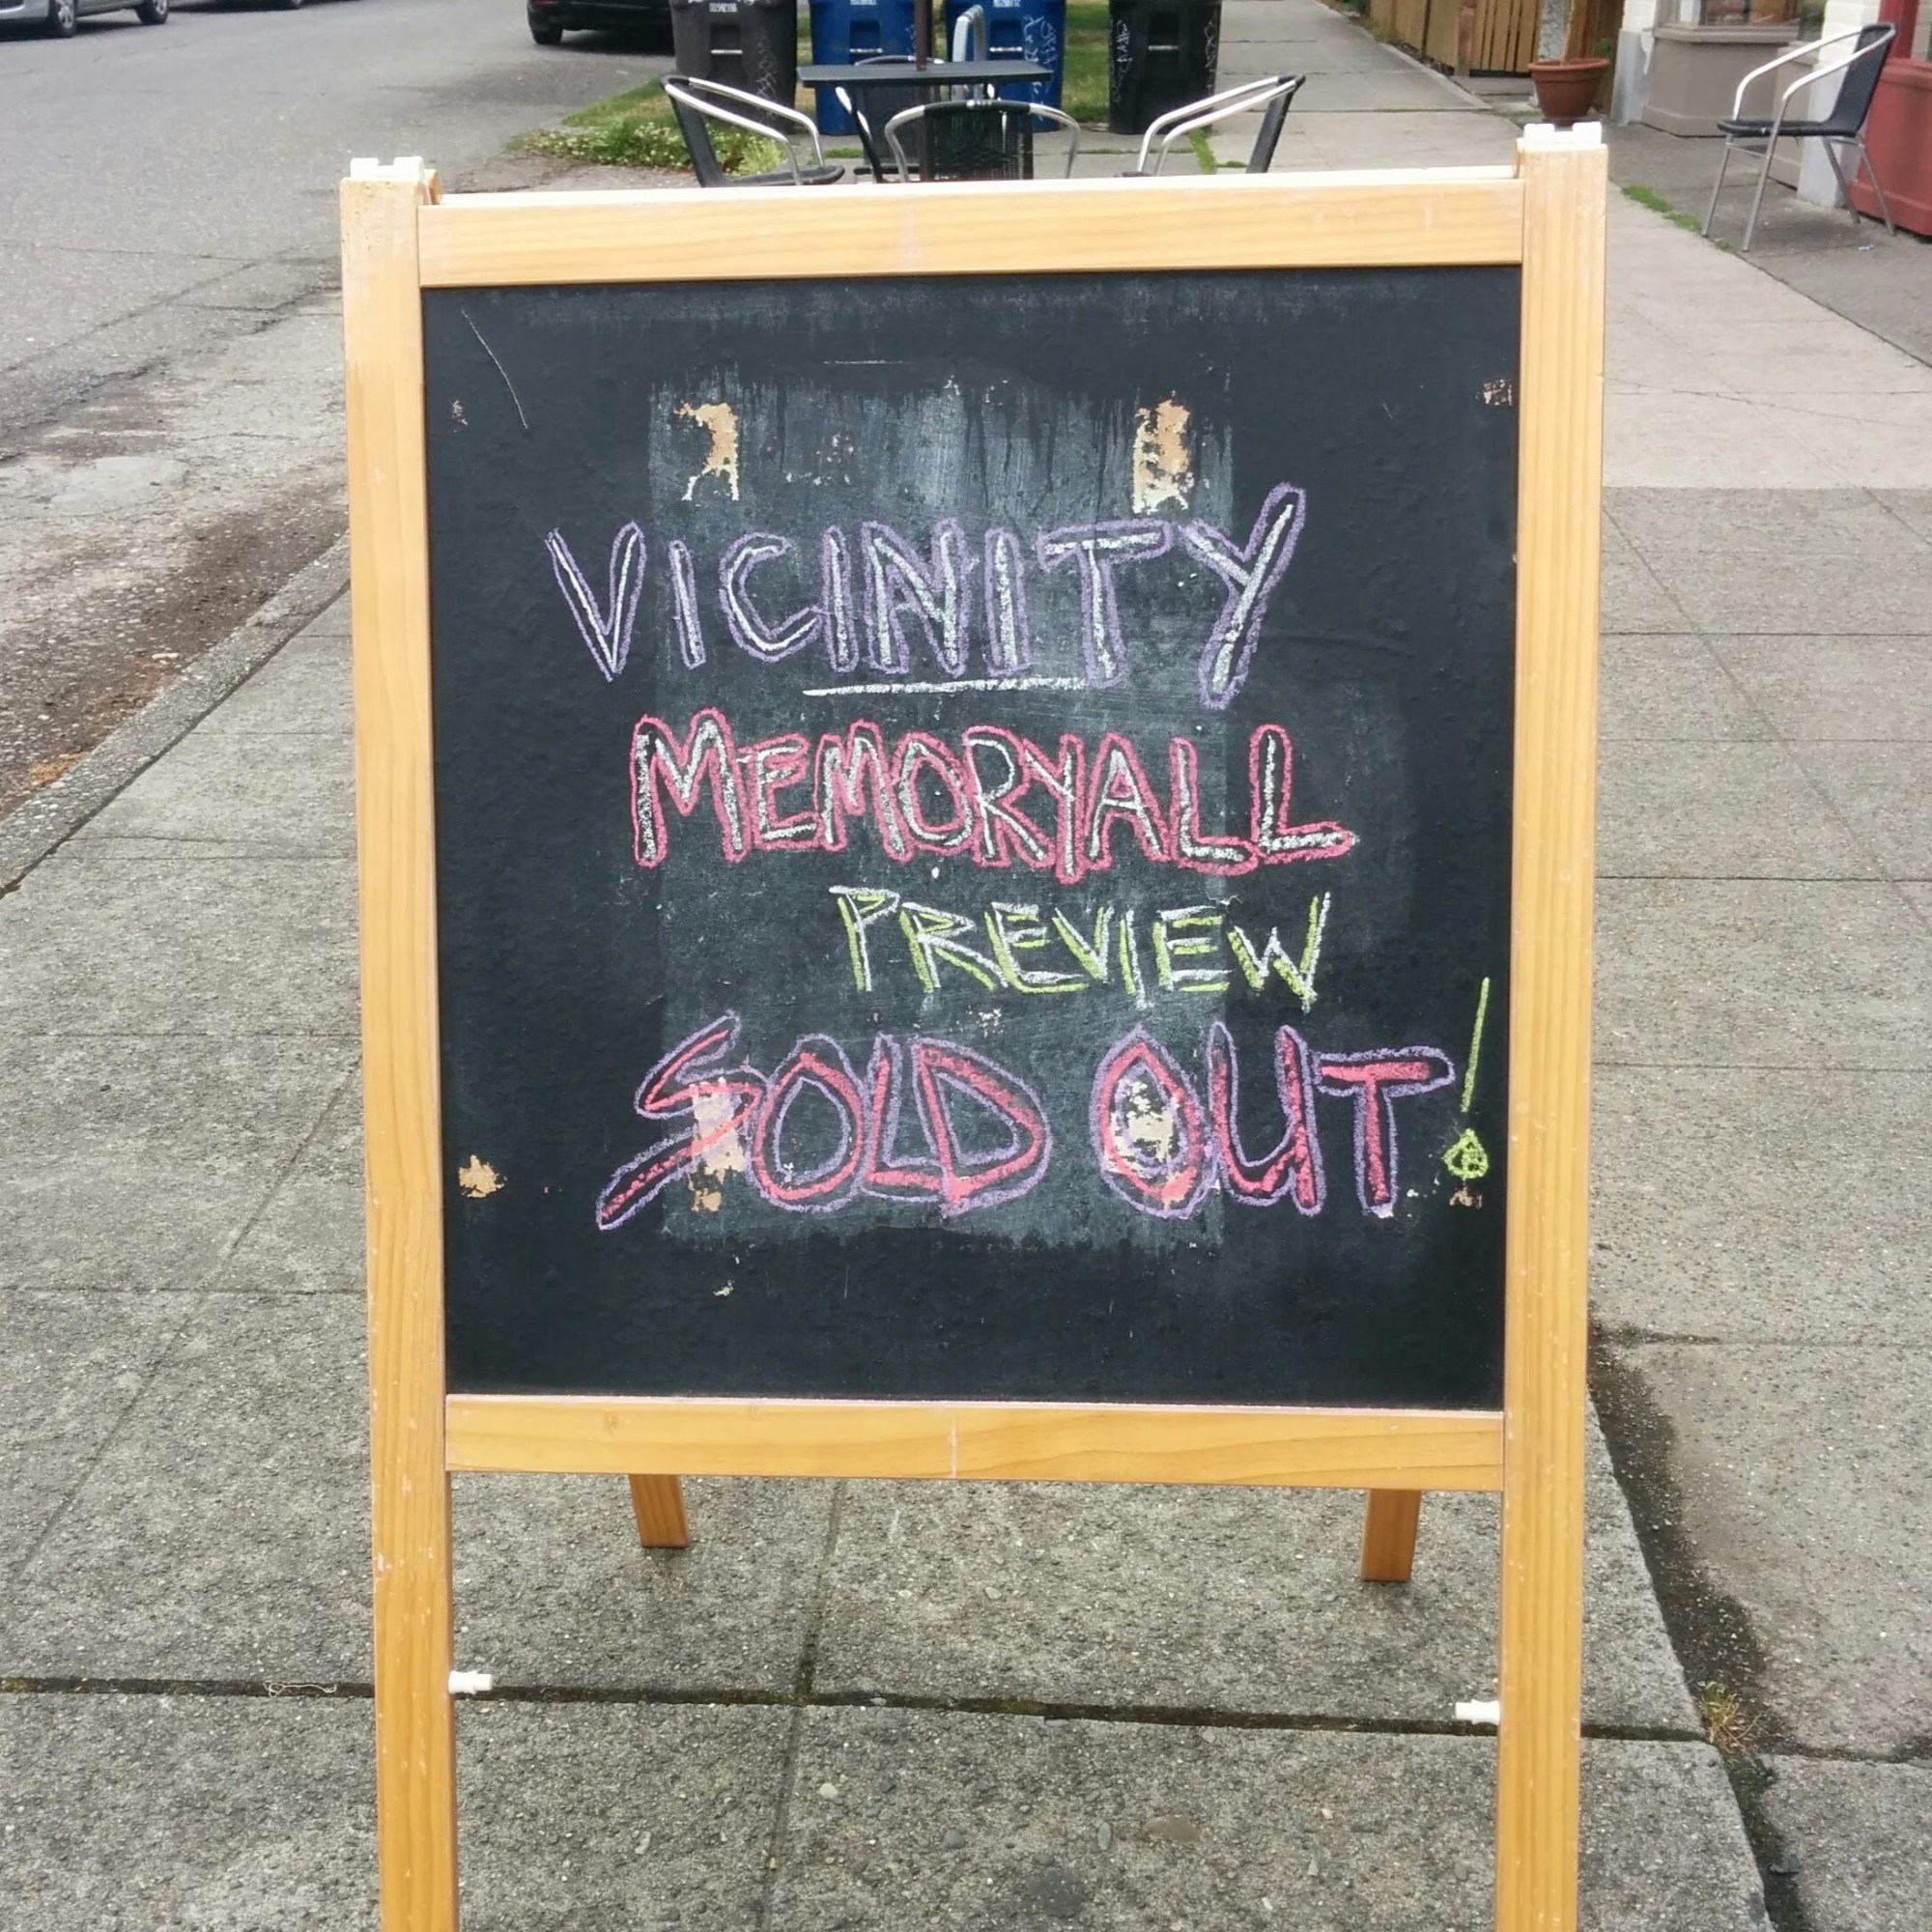 VICINITY
MEMORYALL
PREVIEW
SOLD OUT!